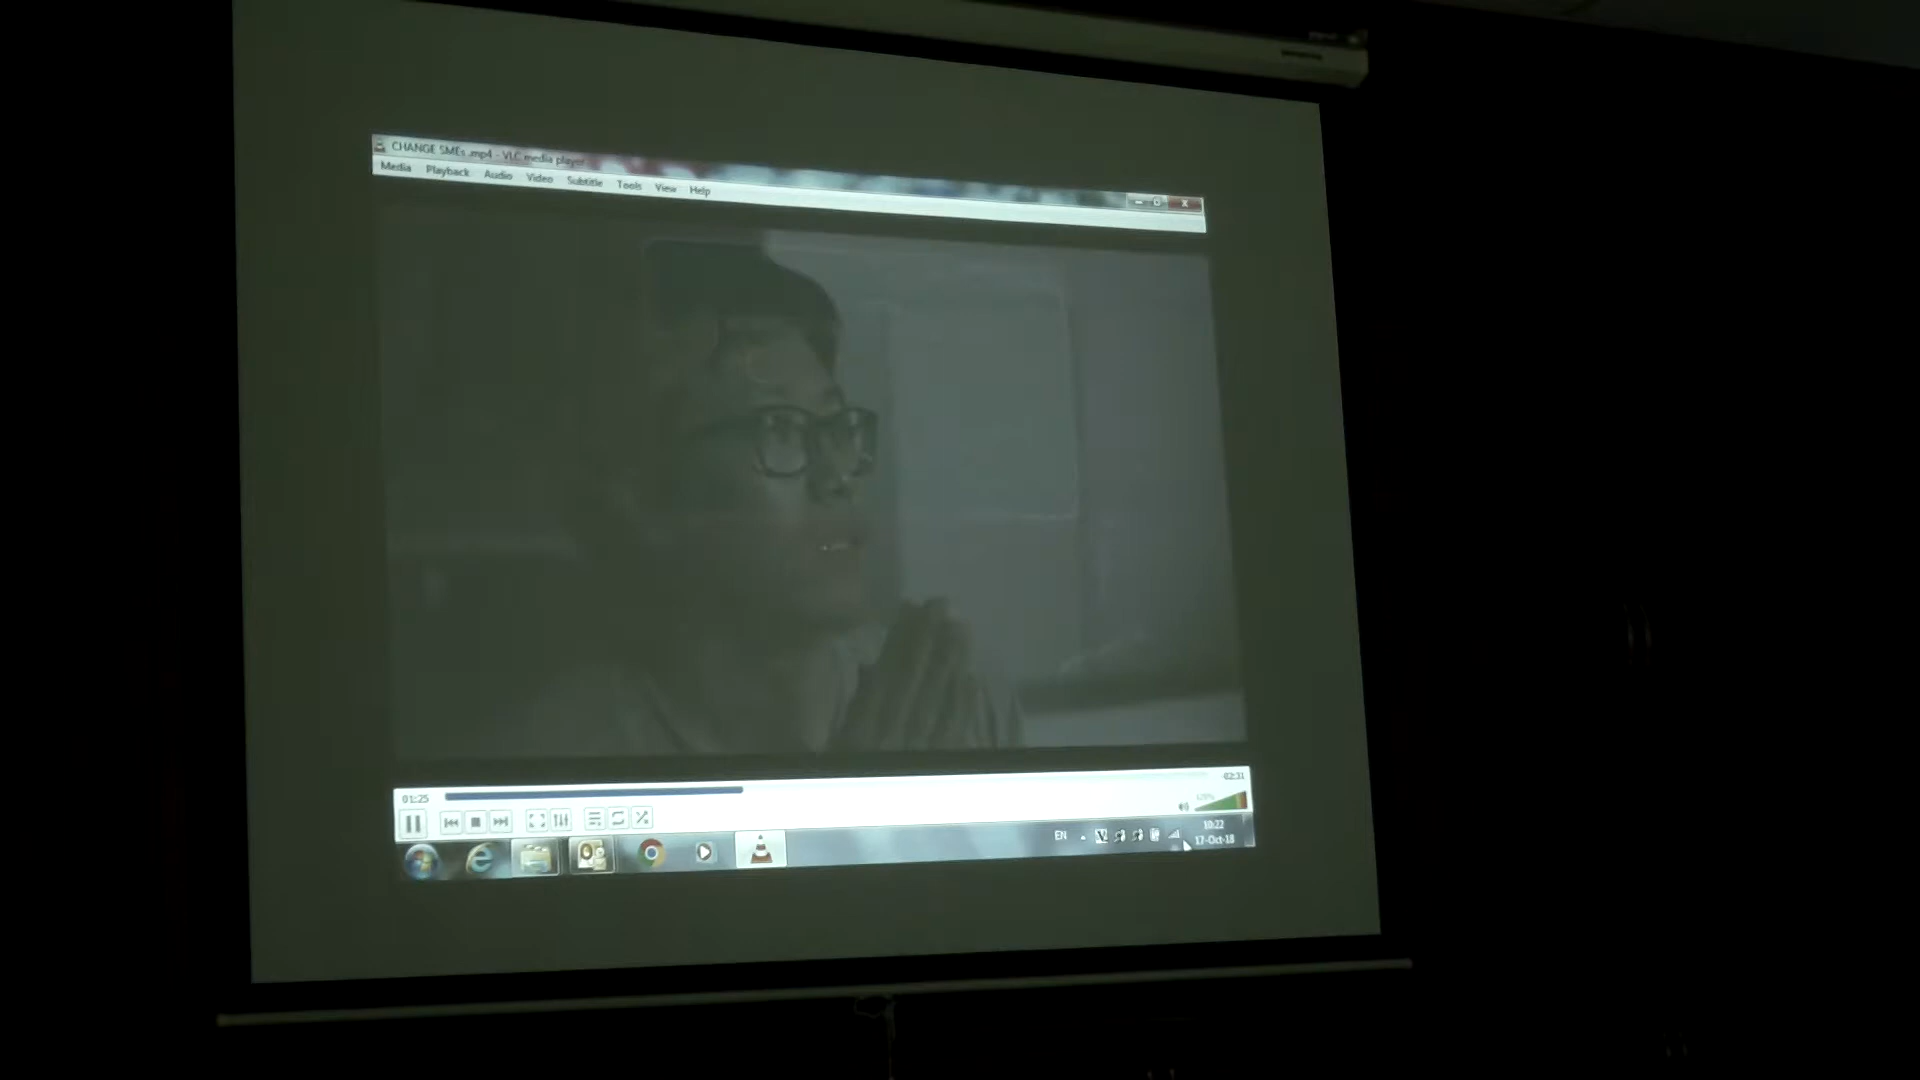 CHANGE SMEs .mp4 - VLC media player
Media Playback Audio Video Subtitle Tools View Help
01:25
-02:31
120%
EN
10:22
17-Oct-18